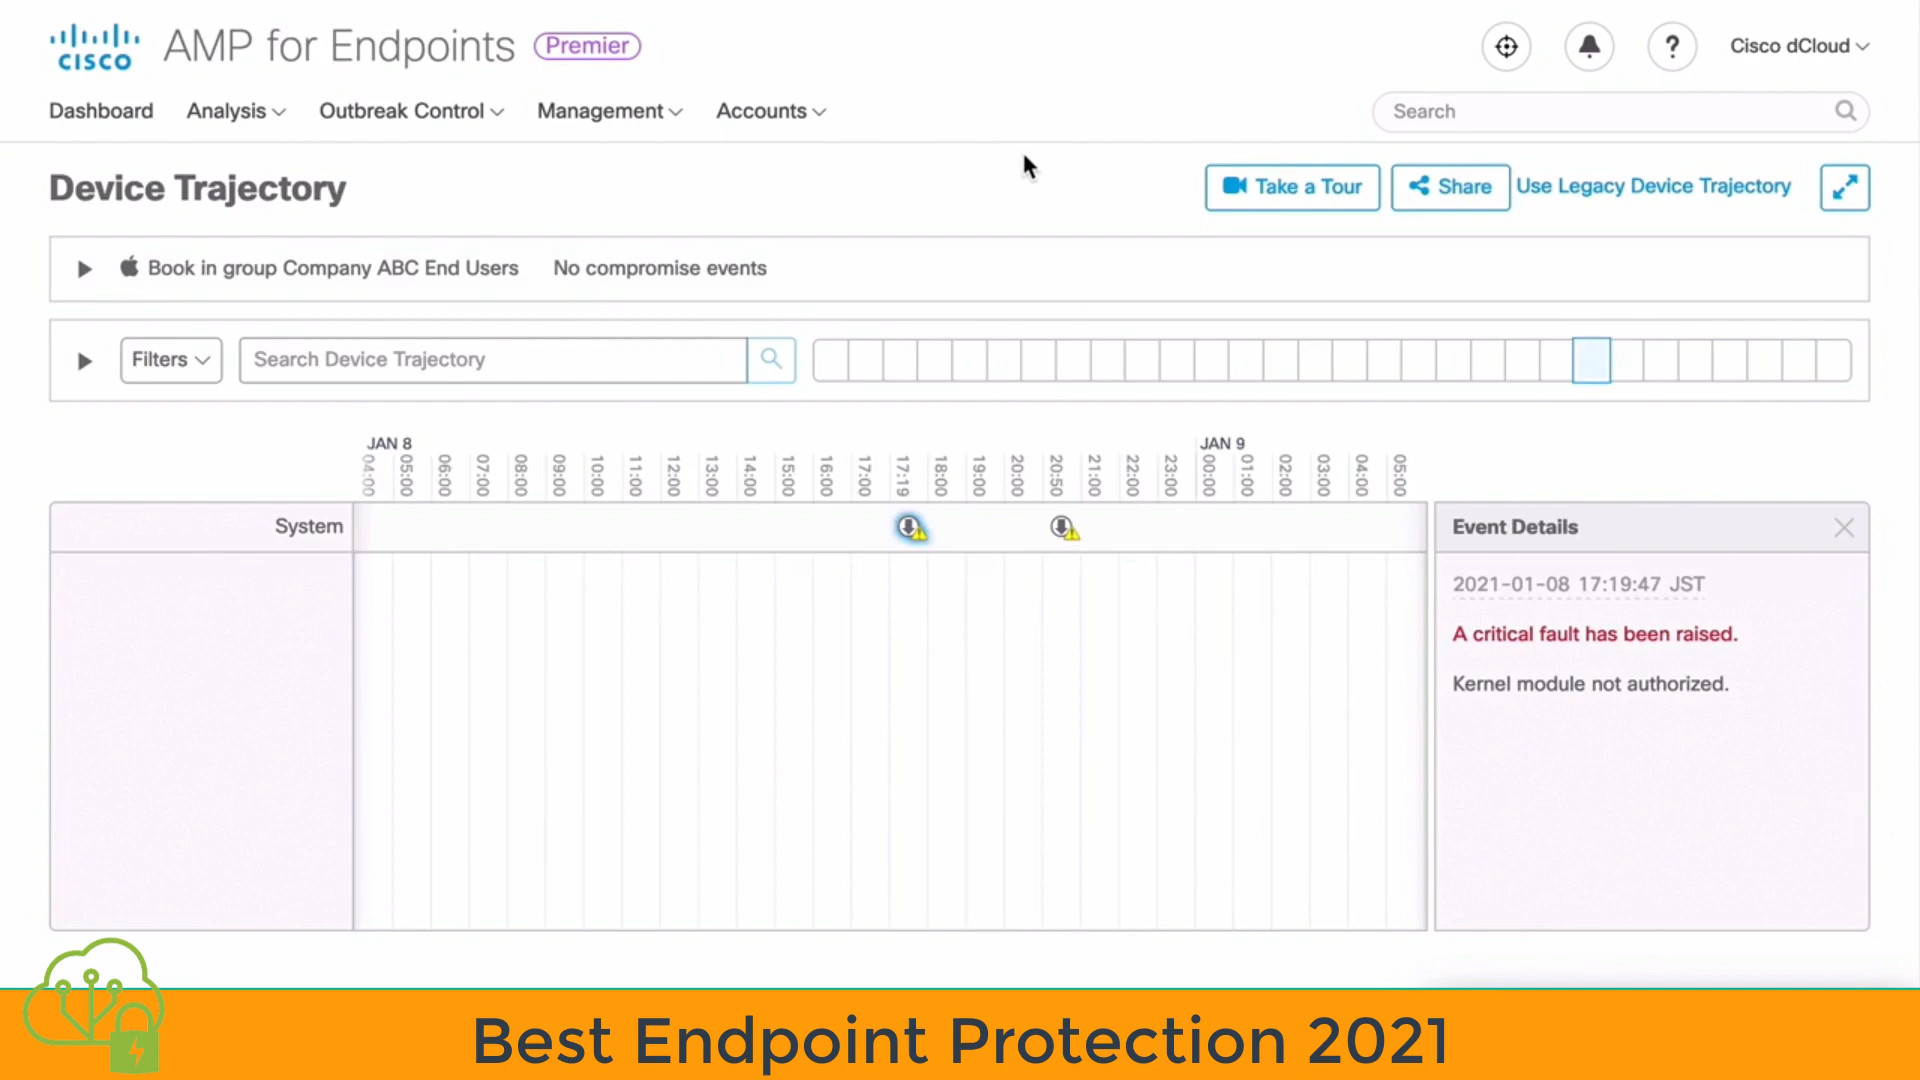 CISCO AMP for Endpoints Premier
Cisco dCloud
Dashboard Analysis Outbreak Control Management Accounts
Search
Device Trajectory
Take a Tour Share Use Legacy Device Trajectory
Book in group Company ABC End Users No compromise events
Filters Search Device Trajectory
JAN 8 JAN 9
04:00 05:00 06:00 07:00 08:00 09:00 10:00 11:00 12:00 13:00 14:00 15:00 16:00 17:00 17:19 18:00 19:00 20:00 20:50 21:00 22:00 23:00 00:00 01:00 02:00 03:00 04:00 05:00
System
Event Details
2021-01-08 17:19:47 JST
A critical fault has been raised.
Kernel module not authorized.
Best Endpoint Protection 2021